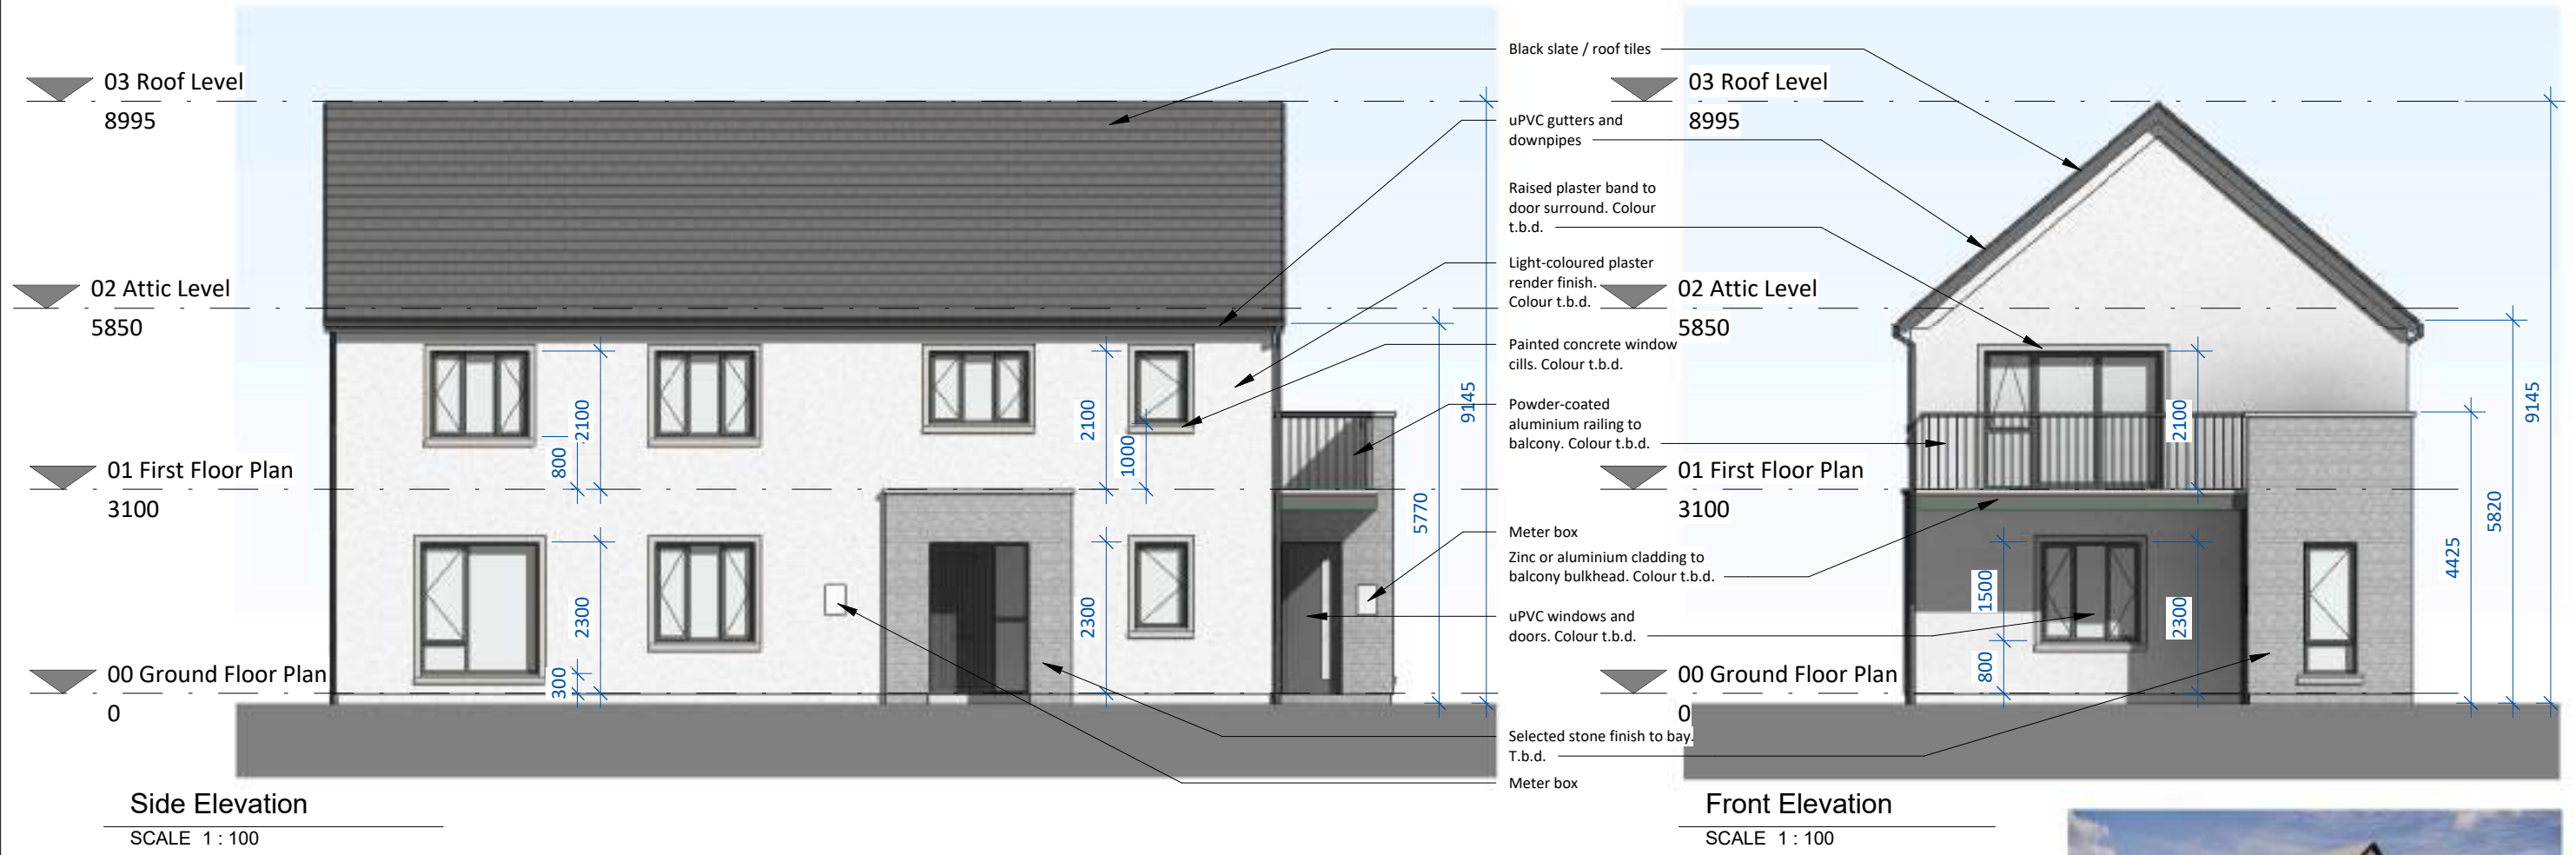 03 Roof Level
8995
02 Attic Level
5850
01 First Floor Plan
3100
00 Ground Floor Plan
0
2100
800
2300
300
2100
1000
2300
5770
9145
Side Elevation
SCALE 1 : 100
Black slate / roof tiles
uPVC gutters and
downpipes
Raised plaster band to
door surround. Colour
t.b.d.
Light-coloured plaster
render finish.
Colour t.b.d.
Painted concrete window
cills. Colour t.b.d.
Powder-coated
aluminium railing to
balcony. Colour t.b.d.
Meter box
Zinc or aluminium cladding to
balcony bulkhead. Colour t.b.d.
uPVC windows and
doors. Colour t.b.d.
Selected stone finish to bay.
T.b.d.
Meter box
03 Roof Level
8995
02 Attic Level
5850
01 First Floor Plan
3100
00 Ground Floor Plan
0
2100
1500
800
2300
4425
5820
9145
Front Elevation
SCALE 1 : 100